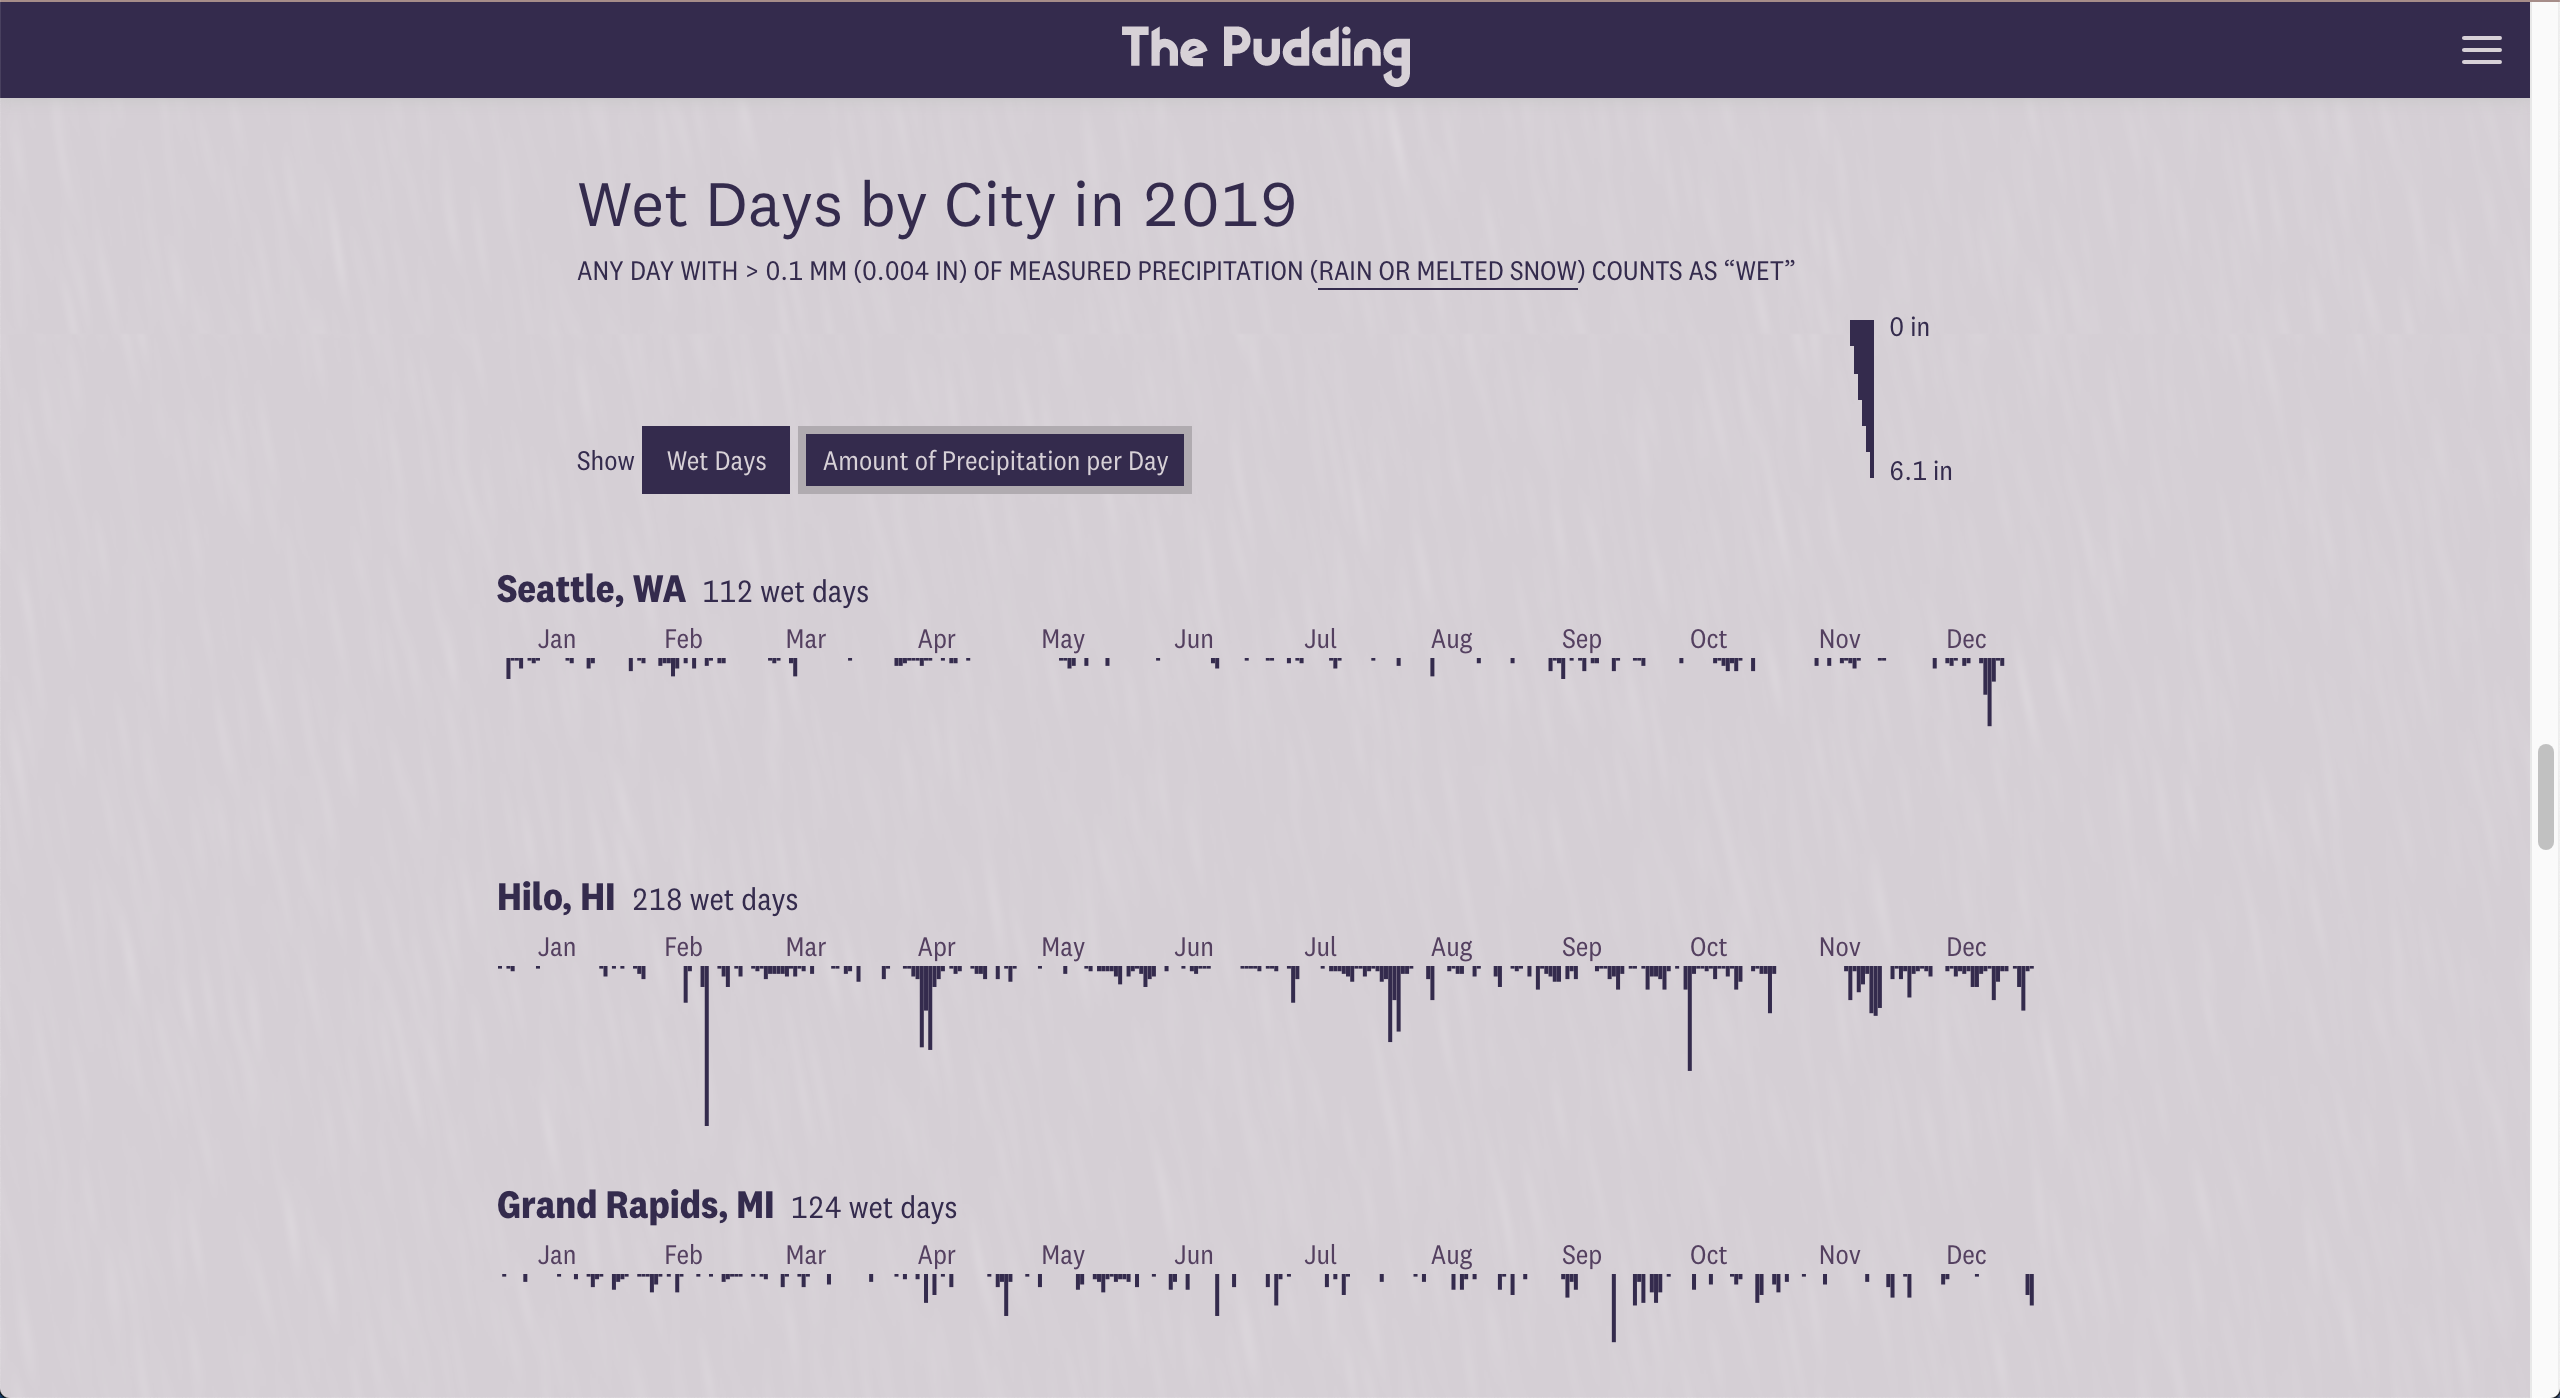 The Pudding
Wet Days by City in 2019
ANY DAY WITH > 0.1 MM (0.004 IN) OF MEASURED PRECIPITATION (RAIN OR MELTED SNOW) COUNTS AS “WET”
0 in
6.1 in
Show Wet Days Amount of Precipitation per Day
Seattle, WA 112 wet days
Jan Feb Mar Apr May Jun Jul Aug Sep Oct Nov Dec
Hilo, HI 218 wet days
Jan Feb Mar Apr May Jun Jul Aug Sep Oct Nov Dec
Grand Rapids, MI 124 wet days
Jan Feb Mar Apr May Jun Jul Aug Sep Oct Nov Dec